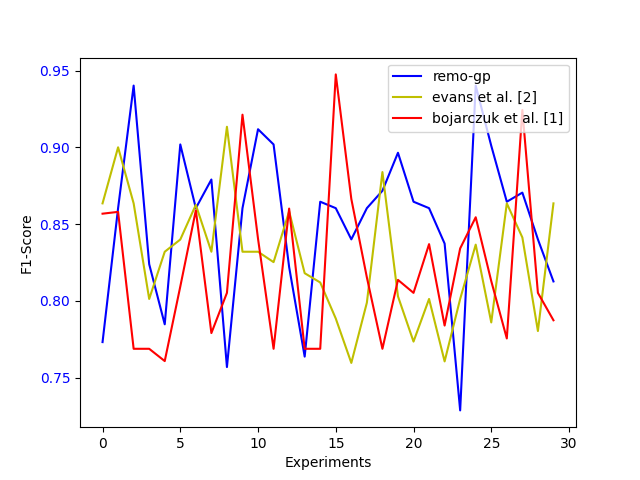 0.95
0.90
0.85
0.80
0.75
F1-Score
remo-gp
evans et al. [2]
bojarczuk et al. [1]
0 5 10 15 20 25 30
Experiments